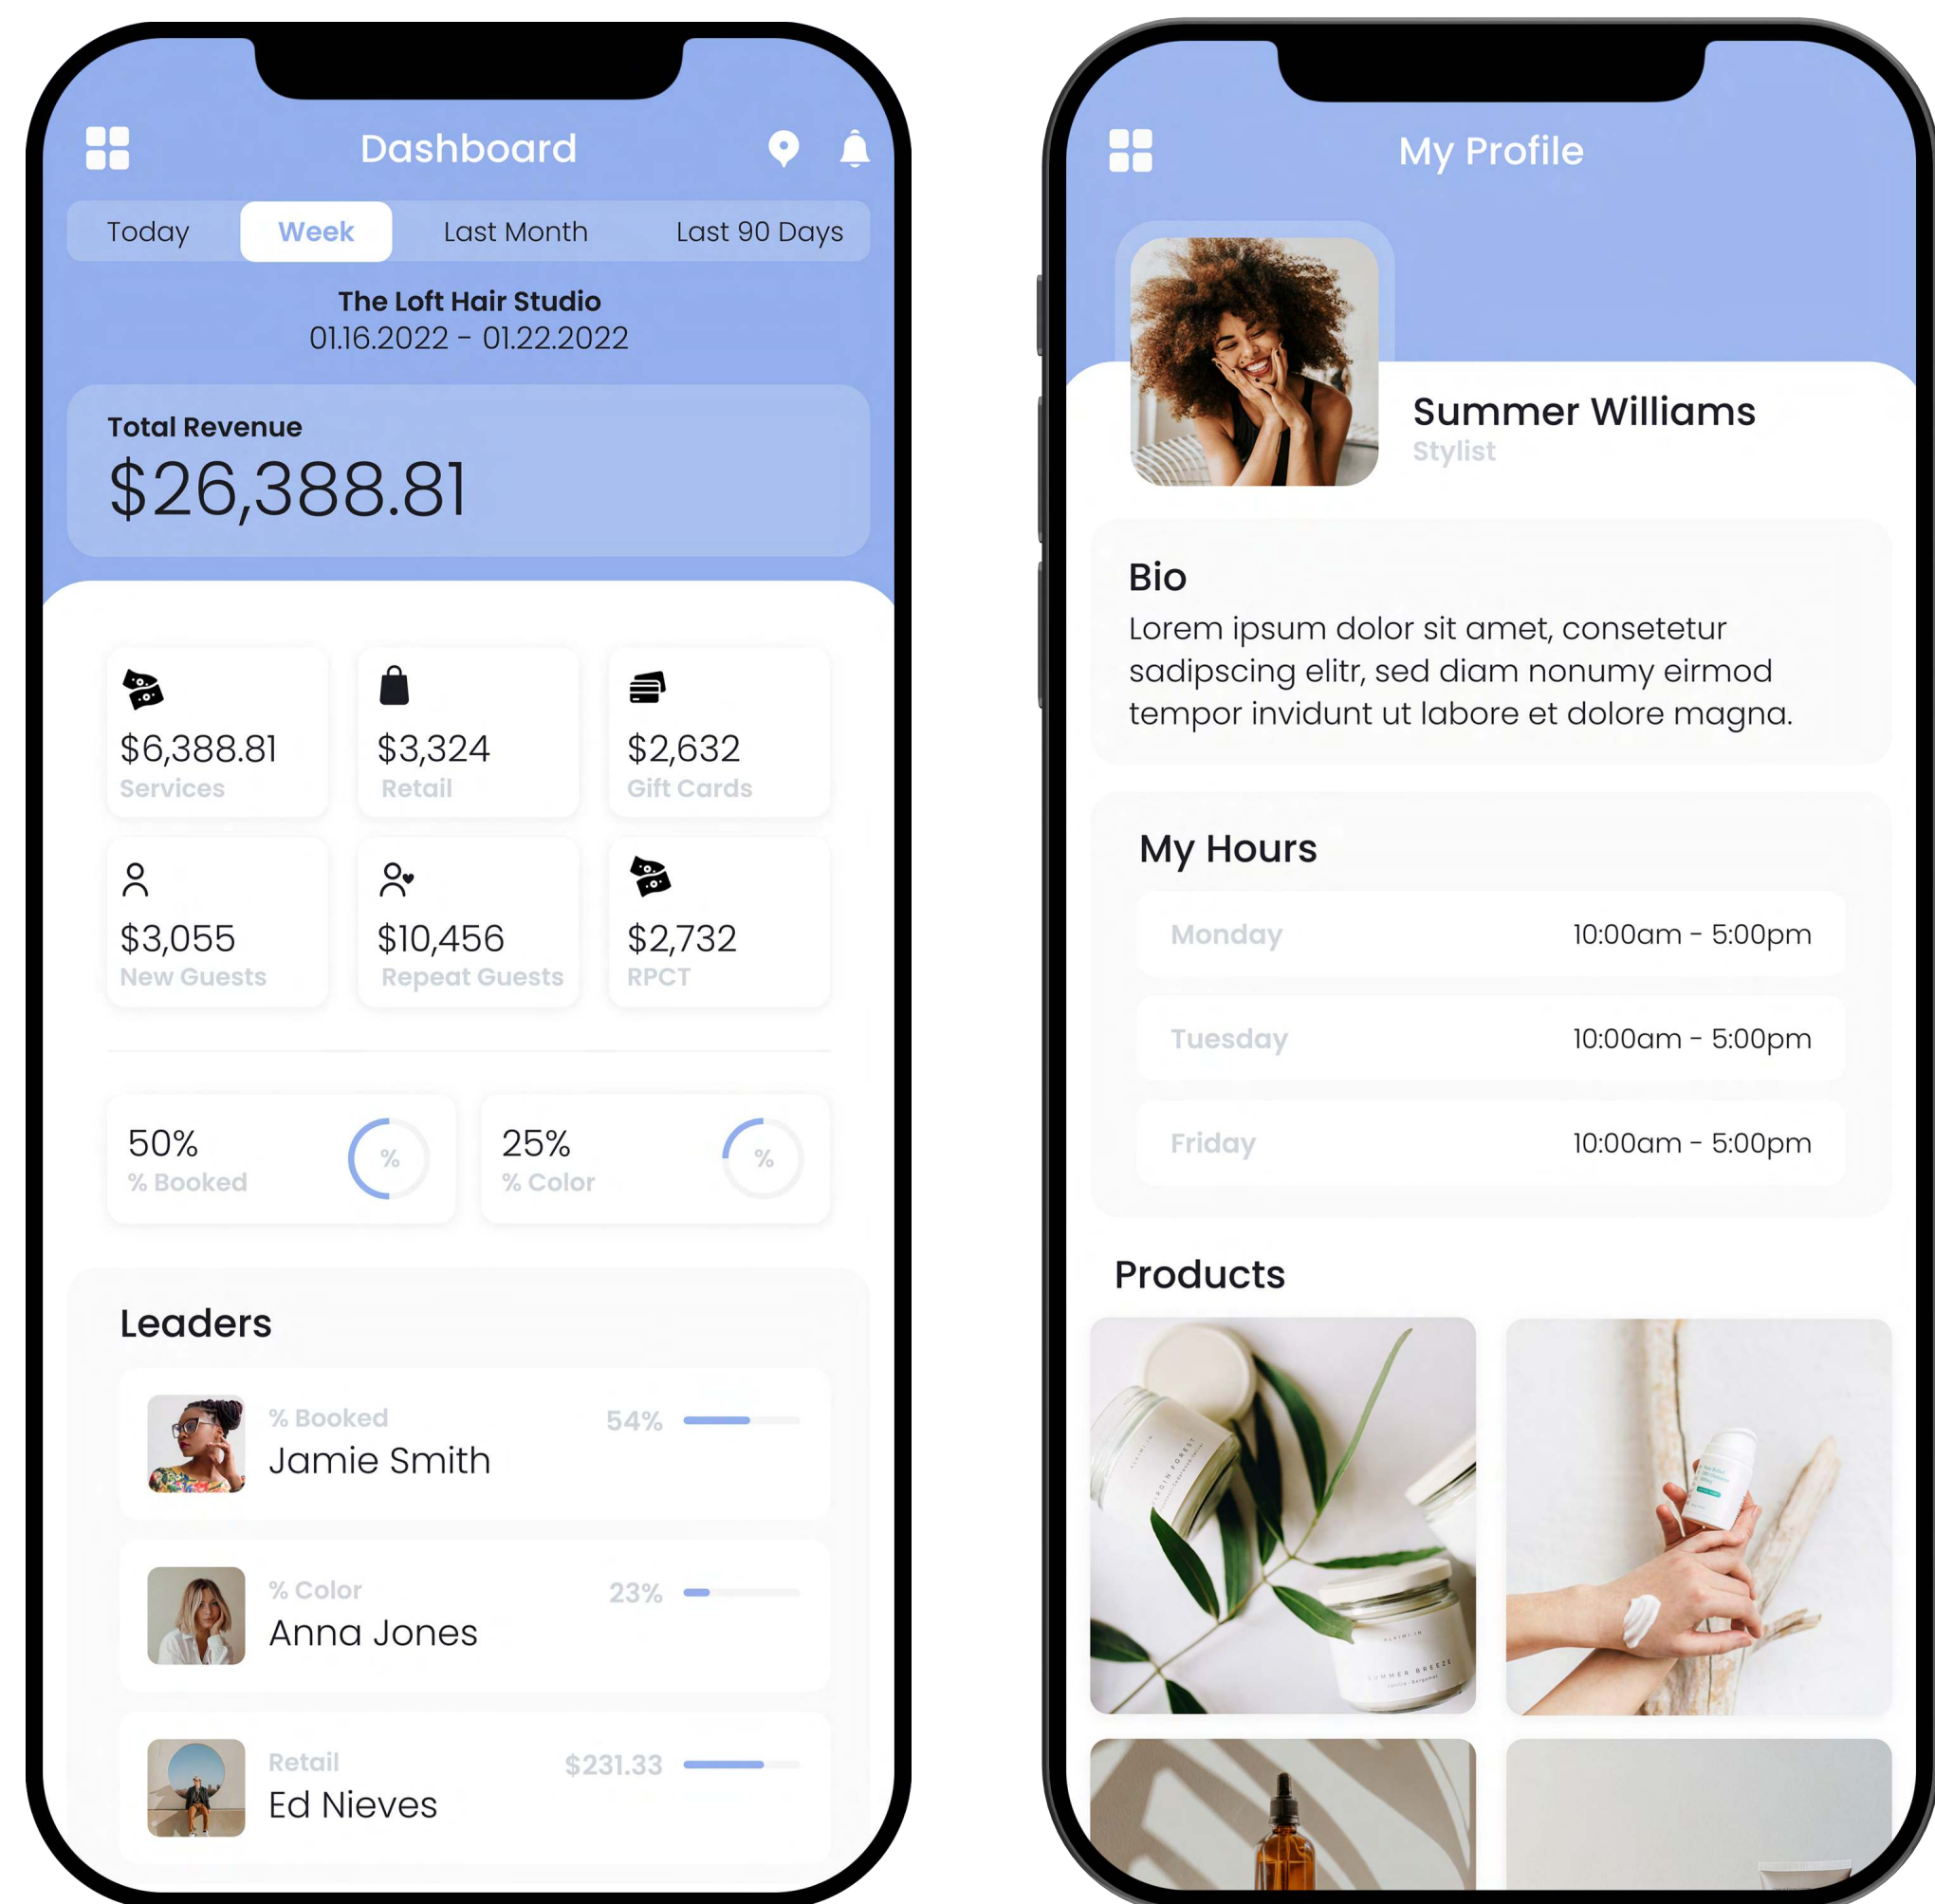 Dashboard
Today Week Last Month Last 90 Days
The Loft Hair Studio
01.16.2022 - 01.22.2022
Total Revenue
$26,388.81
$6,388.81 $3,324 $2,632
Services Retail Gift Cards
$3,055 $10,456 $2,732
New Guests Repeat Guests RPCT
50% % 25% %
% Booked % Color
Leaders
% Booked 54%
Jamie Smith
% Color 23%
Anna Jones
Retail $231.33
Ed Nieves
My Profile
Summer Williams
Stylist
Bio
Lorem ipsum dolor sit amet, consetetur
sadipscing elitr, sed diam nonumy eirmod
tempor invidunt ut labore et dolore magna.
My Hours
Monday 10:00am - 5:00pm
Tuesday 10:00am - 5:00pm
Friday 10:00am - 5:00pm
Products
FOREST
SUMMER BREEZE